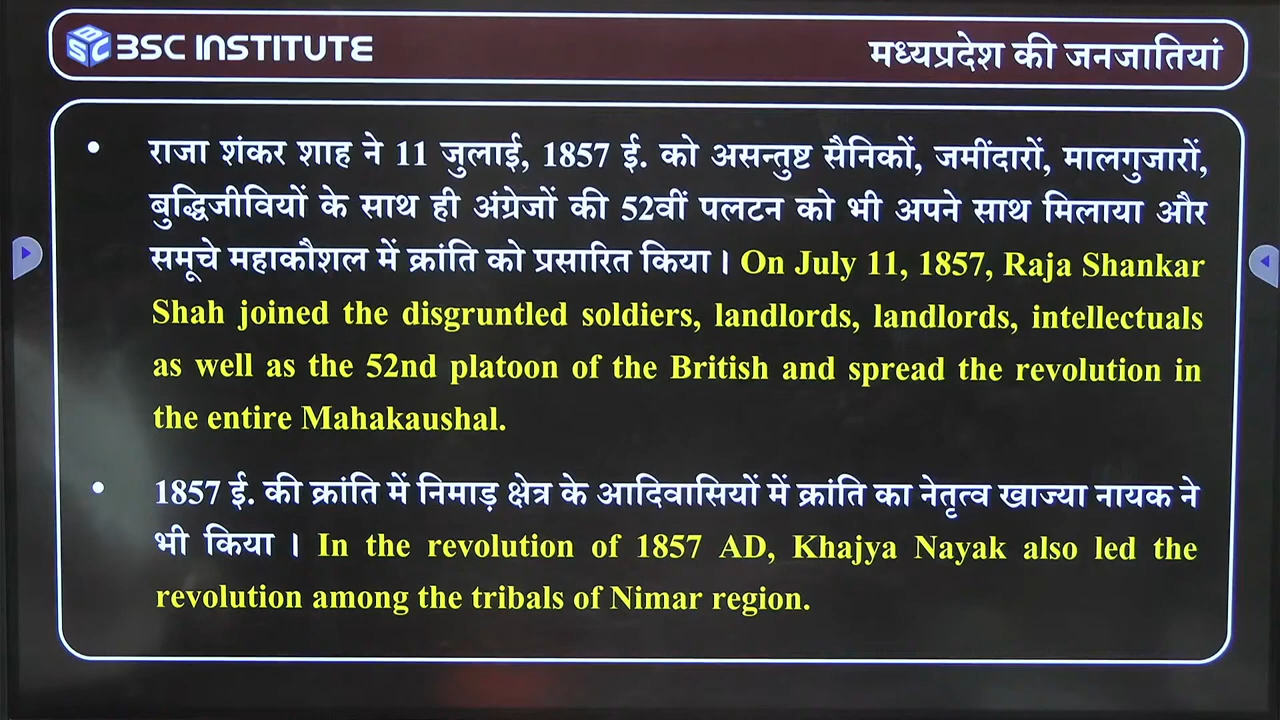 BSC INSTITUTE
मध्यप्रदेश की जनजातियां
• राजा शंकर शाह ने 11 जुलाई, 1857 ई. को असन्तुष्ट सैनिकों, जमींदारों, मालगुजारों,
बुद्धिजीवियों के साथ ही अंग्रेजों की 52वीं पलटन को भी अपने साथ मिलाया और
समूचे महाकौशल में क्रांति को प्रसारित किया । On July 11, 1857, Raja Shankar
Shah joined the disgruntled soldiers, landlords, landlords, intellectuals
as well as the 52nd platoon of the British and spread the revolution in
the entire Mahakaushal.
• 1857 ई. की क्रांति में निमाड़ क्षेत्र के आदिवासियों में क्रांति का नेतृत्व खाज्या नायक ने
भी किया । In the revolution of 1857 AD, Khajya Nayak also led the
revolution among the tribals of Nimar region.